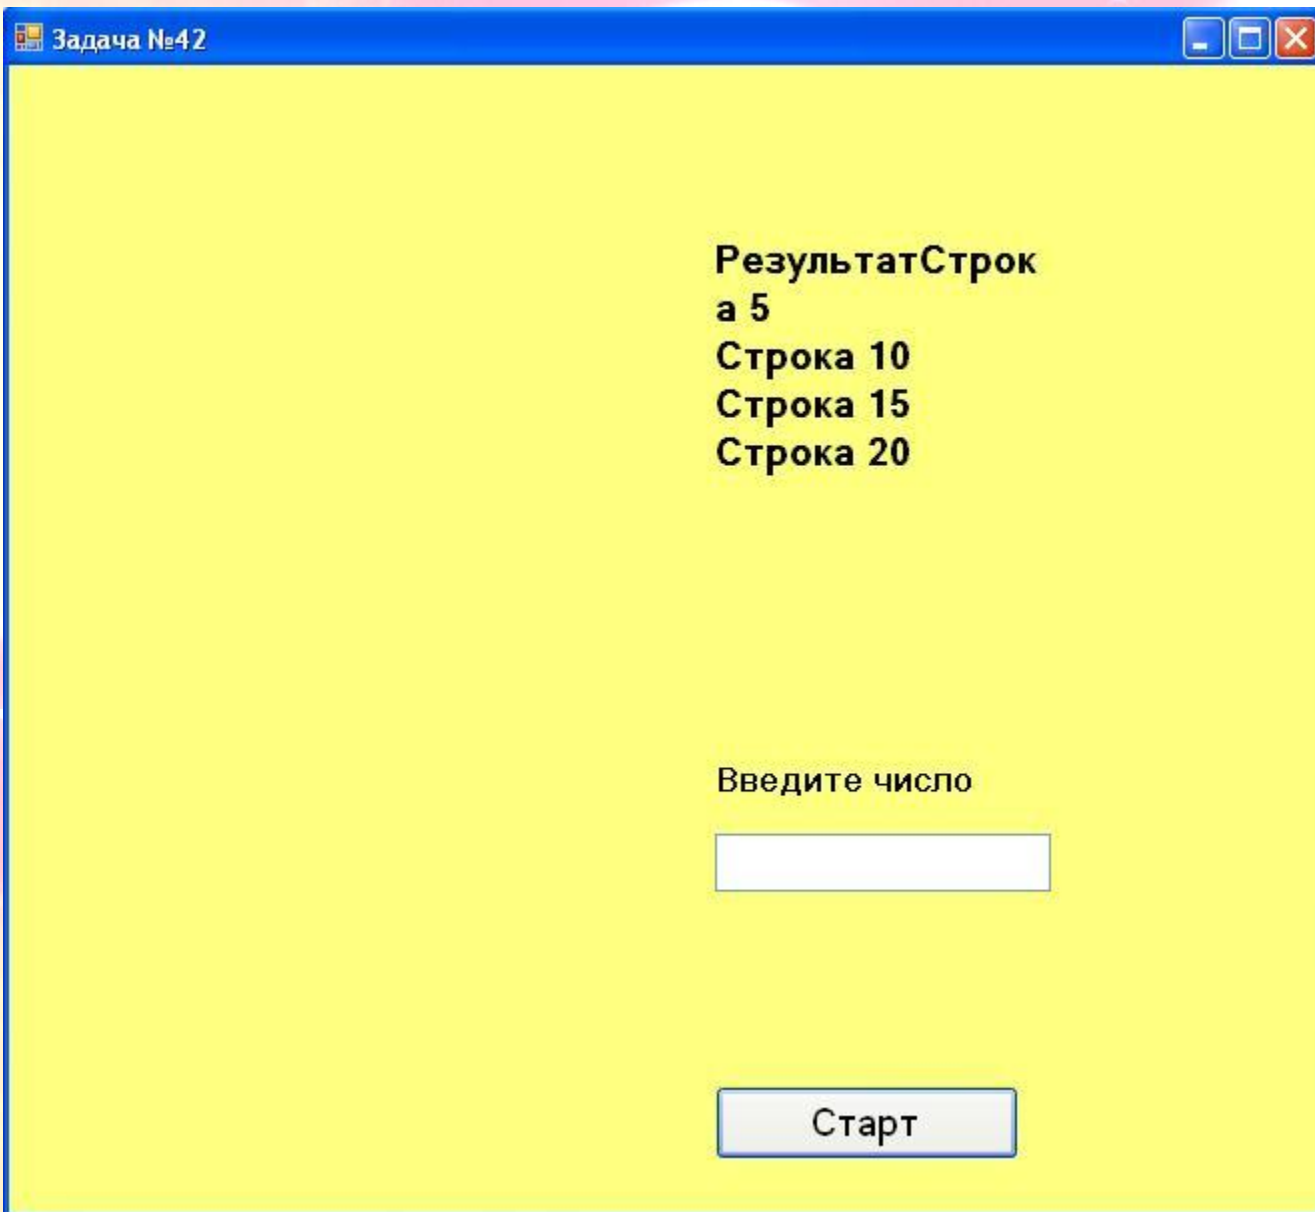 Задача №42
РезультатСтрок
а 5
Строка 10
Строка 15
Строка 20
Введите число
Старт